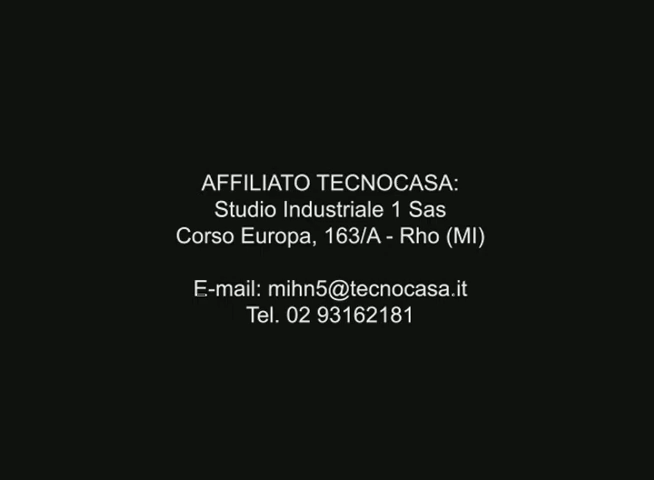 AFFILIATO TECNOCASA:
Studio Industriale 1 Sas
Corso Europa, 163/A - Rho (MI)
E-mail: mihn5@tecnocasa.it
Tel. 02 93162181